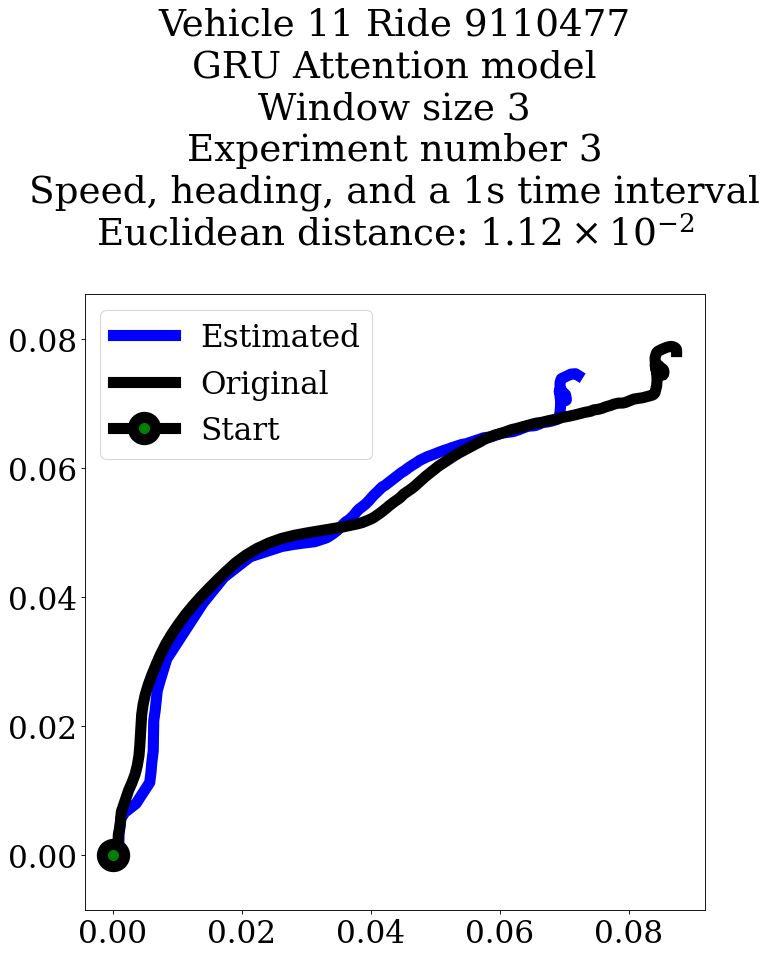 Vehicle 11 Ride 9110477
GRU Attention model
Window size 3
Experiment number 3
Speed, heading, and a 1s time interval
Euclidean distance: 1.12 × 10⁻²
Estimated
Original
Start
0.08
0.06
0.04
0.02
0.00
0.00 0.02 0.04 0.06 0.08